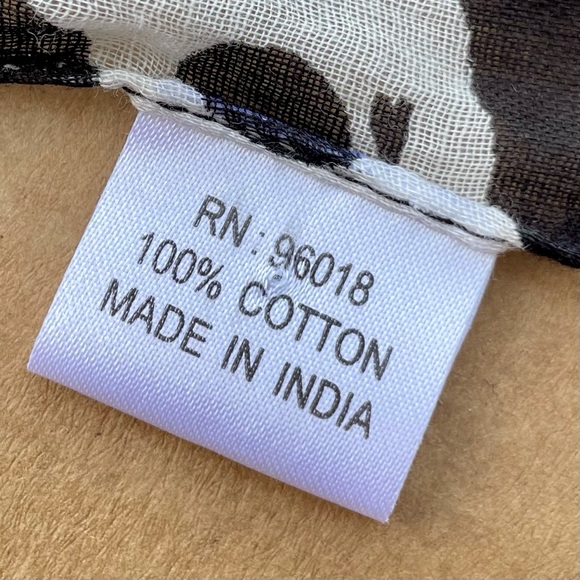 RN: 96018
100% COTTON
MADE IN INDIA